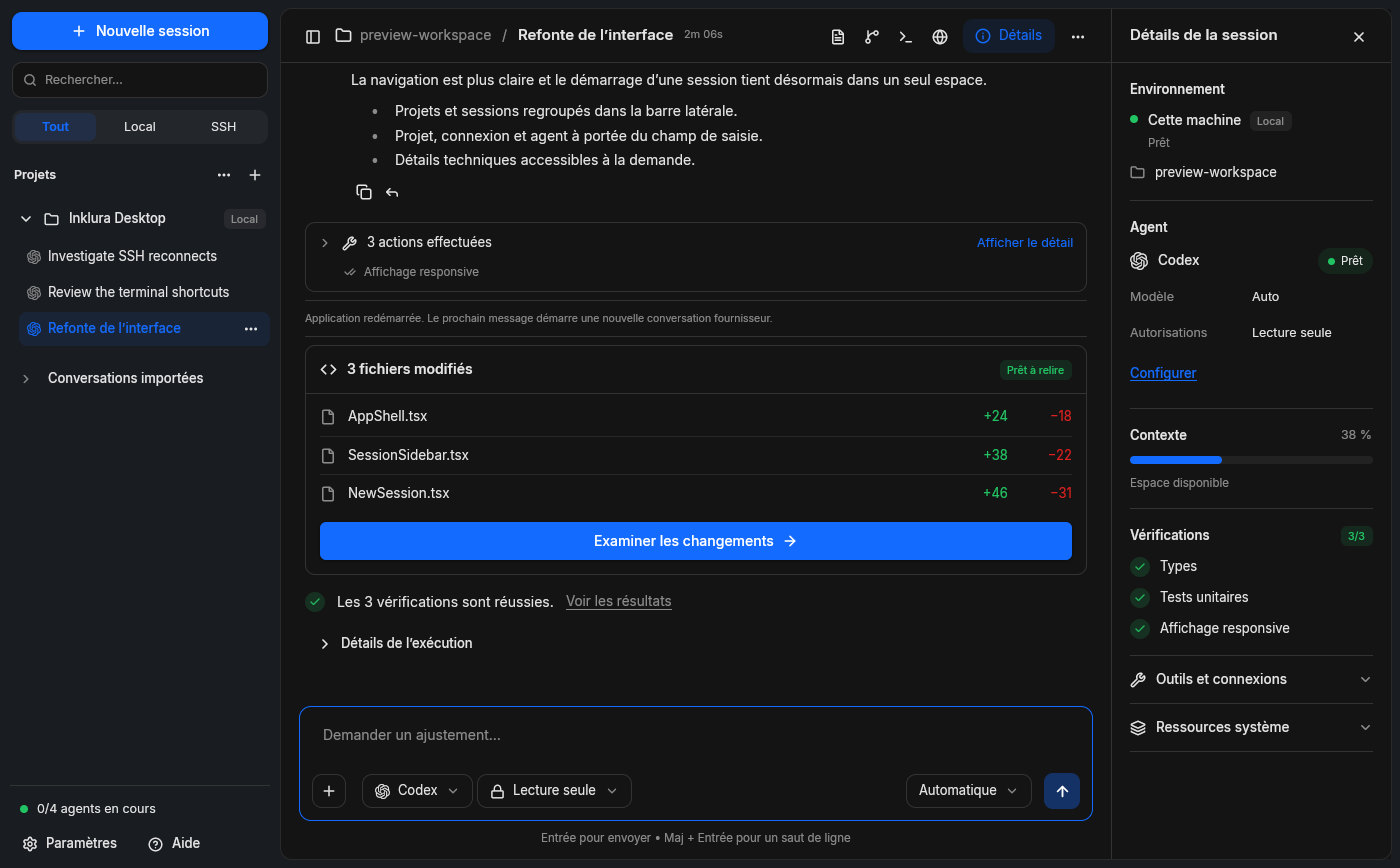 Nouvelle session
Rechercher...
Tout
Local
SSH
Projets
Inklura Desktop
Local
Investigate SSH reconnects
Review the terminal shortcuts
Refonte de l’interface
Conversations importées
0/4 agents en cours
Paramètres
Aide
preview-workspace / Refonte de l’interface 2m 06s
Détails
La navigation est plus claire et le démarrage d’une session tient désormais dans un seul espace.
• Projets et sessions regroupés dans la barre latérale.
• Projet, connexion et agent à portée du champ de saisie.
• Détails techniques accessibles à la demande.
3 actions effectuées
Afficher le détail
Affichage responsive
Application redémarrée. Le prochain message démarre une nouvelle conversation fournisseur.
3 fichiers modifiés
Prêt à relire
AppShell.tsx +24 −18
SessionSidebar.tsx +38 −22
NewSession.tsx +46 −31
Examiner les changements
Les 3 vérifications sont réussies. Voir les résultats
Détails de l’exécution
Demander un ajustement...
Codex
Lecture seule
Automatique
Entrée pour envoyer • Maj + Entrée pour un saut de ligne
Détails de la session
Environnement
Cette machine Local
Prêt
preview-workspace
Agent
Codex
Prêt
Modèle Auto
Autorisations Lecture seule
Configurer
Contexte 38 %
Espace disponible
Vérifications 3/3
Types
Tests unitaires
Affichage responsive
Outils et connexions
Ressources système